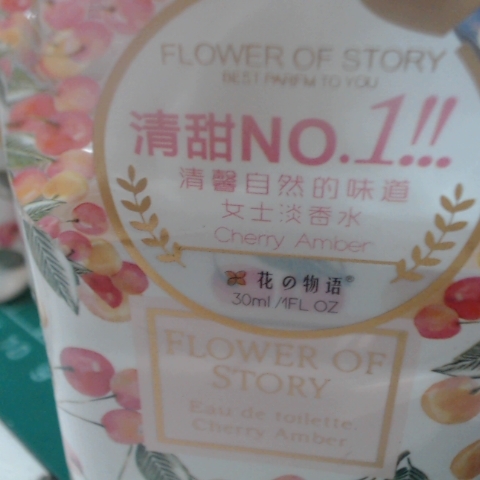 FLOWER OF STORY
BEST PARFM TO YOU
清甜NO.1!!
清馨自然的味道
女士淡香水
Cherry Amber
花の物语®
30ml /1FL OZ
FLOWER OF
STORY
Eau de toilette.
Cherry Amber